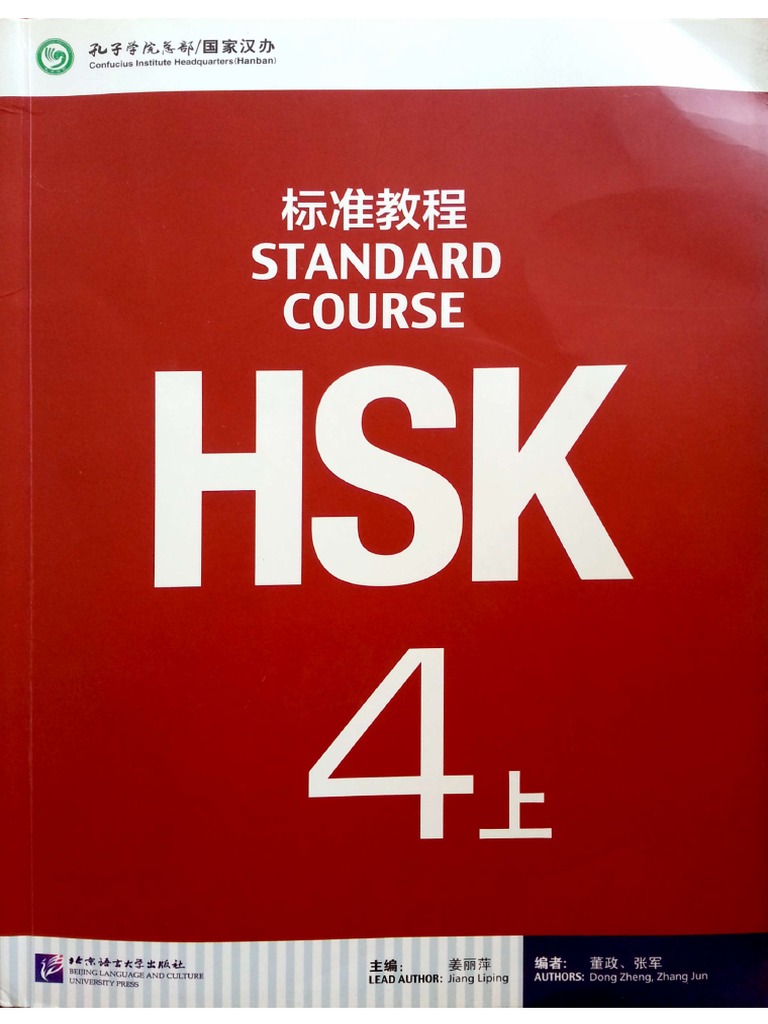 孔子学院总部/国家汉办
Confucius Institute Headquarters(Hanban)
标准教程
STANDARD
COURSE
HSK
4上
北京语言大学出版社
BEIJING LANGUAGE AND CULTURE
UNIVERSITY PRESS
主编: 姜丽萍
LEAD AUTHOR: Jiang Liping
编者: 董政、张军
AUTHORS: Dong Zheng, Zhang Jun